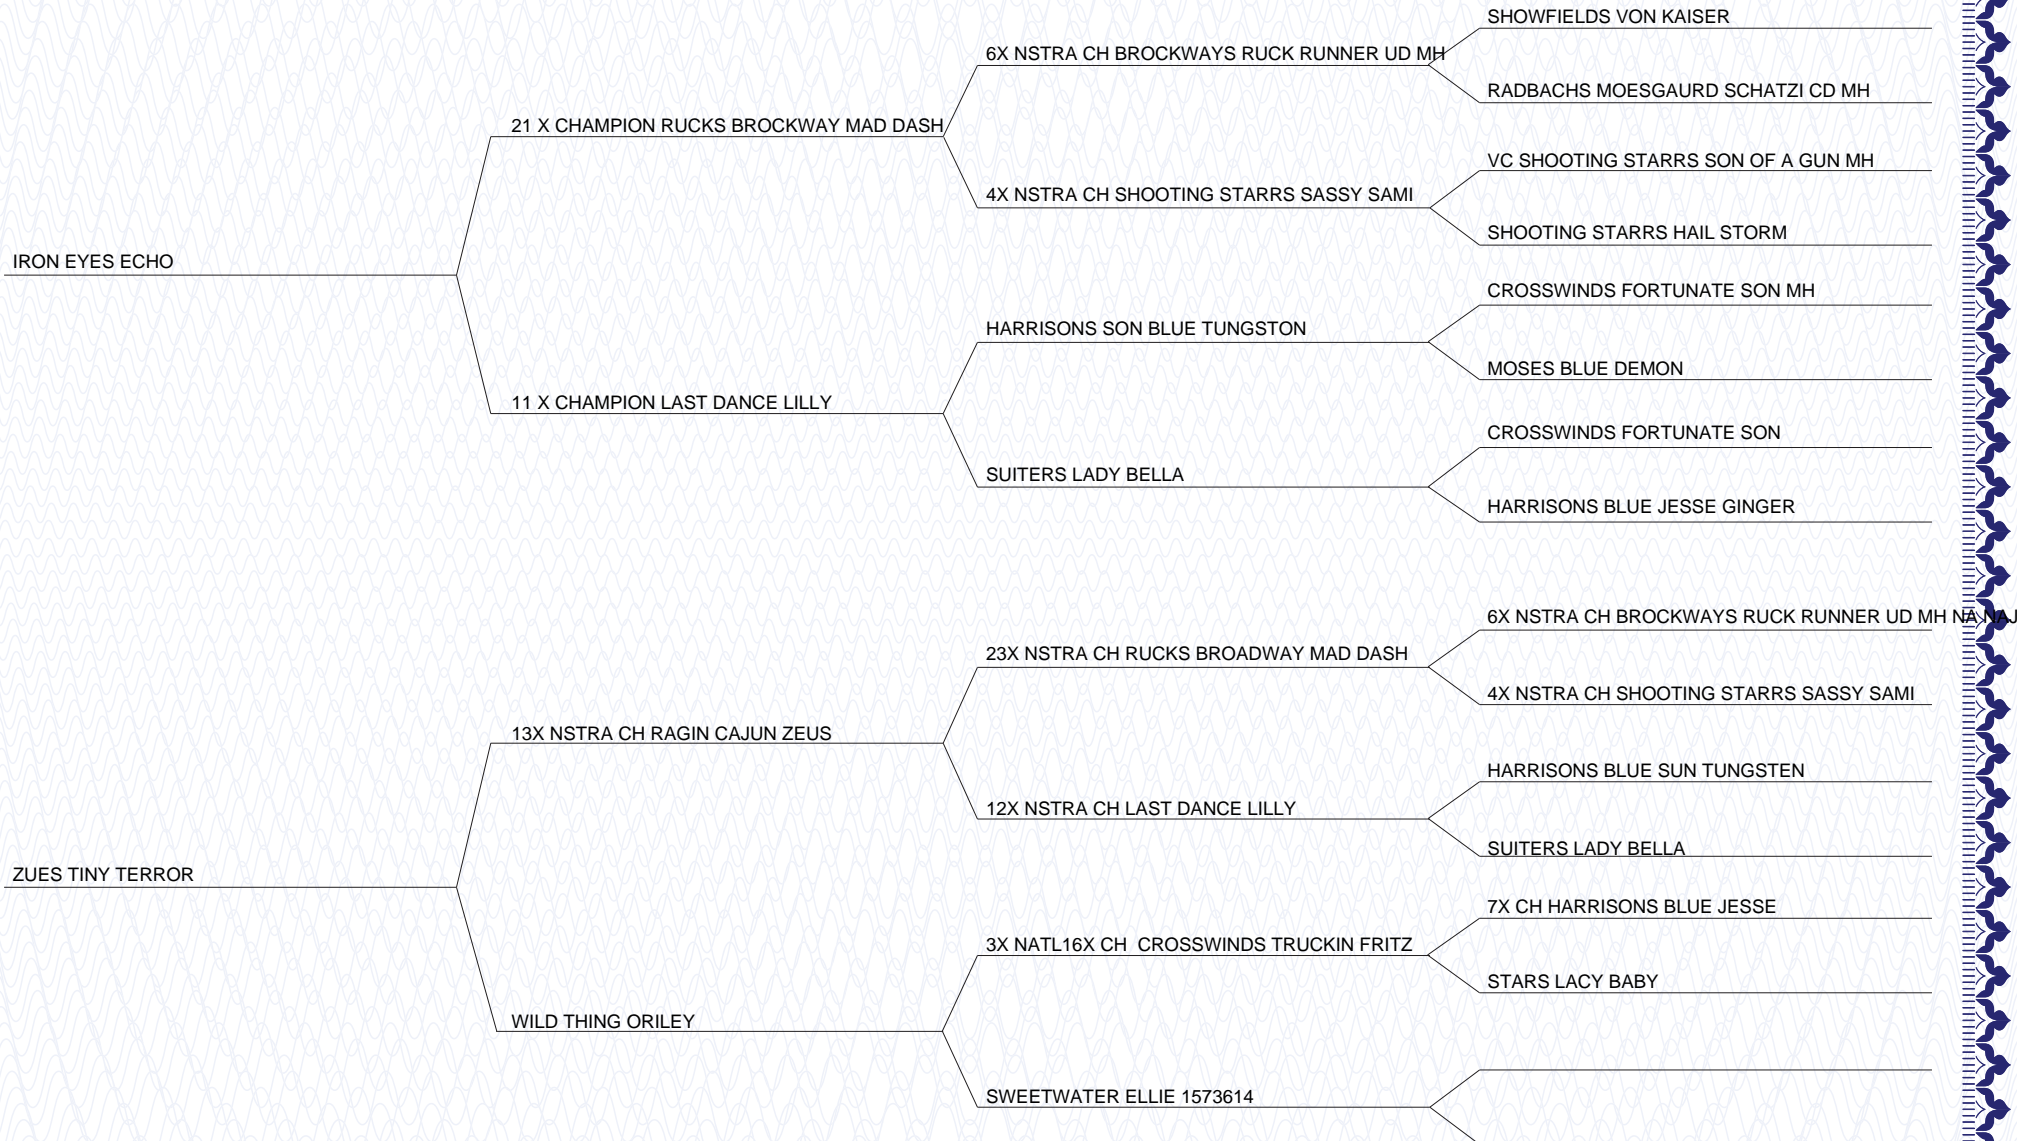 SHOWFIELDS VON KAISER
6X NSTRA CH BROCKWAYS RUCK RUNNER UD MH
RADBACHS MOESGAURD SCHATZI CD MH
21 X CHAMPION RUCKS BROCKWAY MAD DASH
VC SHOOTING STARRS SON OF A GUN MH
4X NSTRA CH SHOOTING STARRS SASSY SAMI
SHOOTING STARRS HAIL STORM
IRON EYES ECHO
CROSSWINDS FORTUNATE SON MH
HARRISONS SON BLUE TUNGSTON
MOSES BLUE DEMON
11 X CHAMPION LAST DANCE LILLY
CROSSWINDS FORTUNATE SON
SUITERS LADY BELLA
HARRISONS BLUE JESSE GINGER
6X NSTRA CH BROCKWAYS RUCK RUNNER UD MH NA NAJ
23X NSTRA CH RUCKS BROADWAY MAD DASH
4X NSTRA CH SHOOTING STARRS SASSY SAMI
13X NSTRA CH RAGIN CAJUN ZEUS
HARRISONS BLUE SUN TUNGSTEN
12X NSTRA CH LAST DANCE LILLY
SUITERS LADY BELLA
ZUES TINY TERROR
7X CH HARRISONS BLUE JESSE
3X NATL16X CH  CROSSWINDS TRUCKIN FRITZ
STARS LACY BABY
WILD THING ORILEY
SWEETWATER ELLIE 1573614